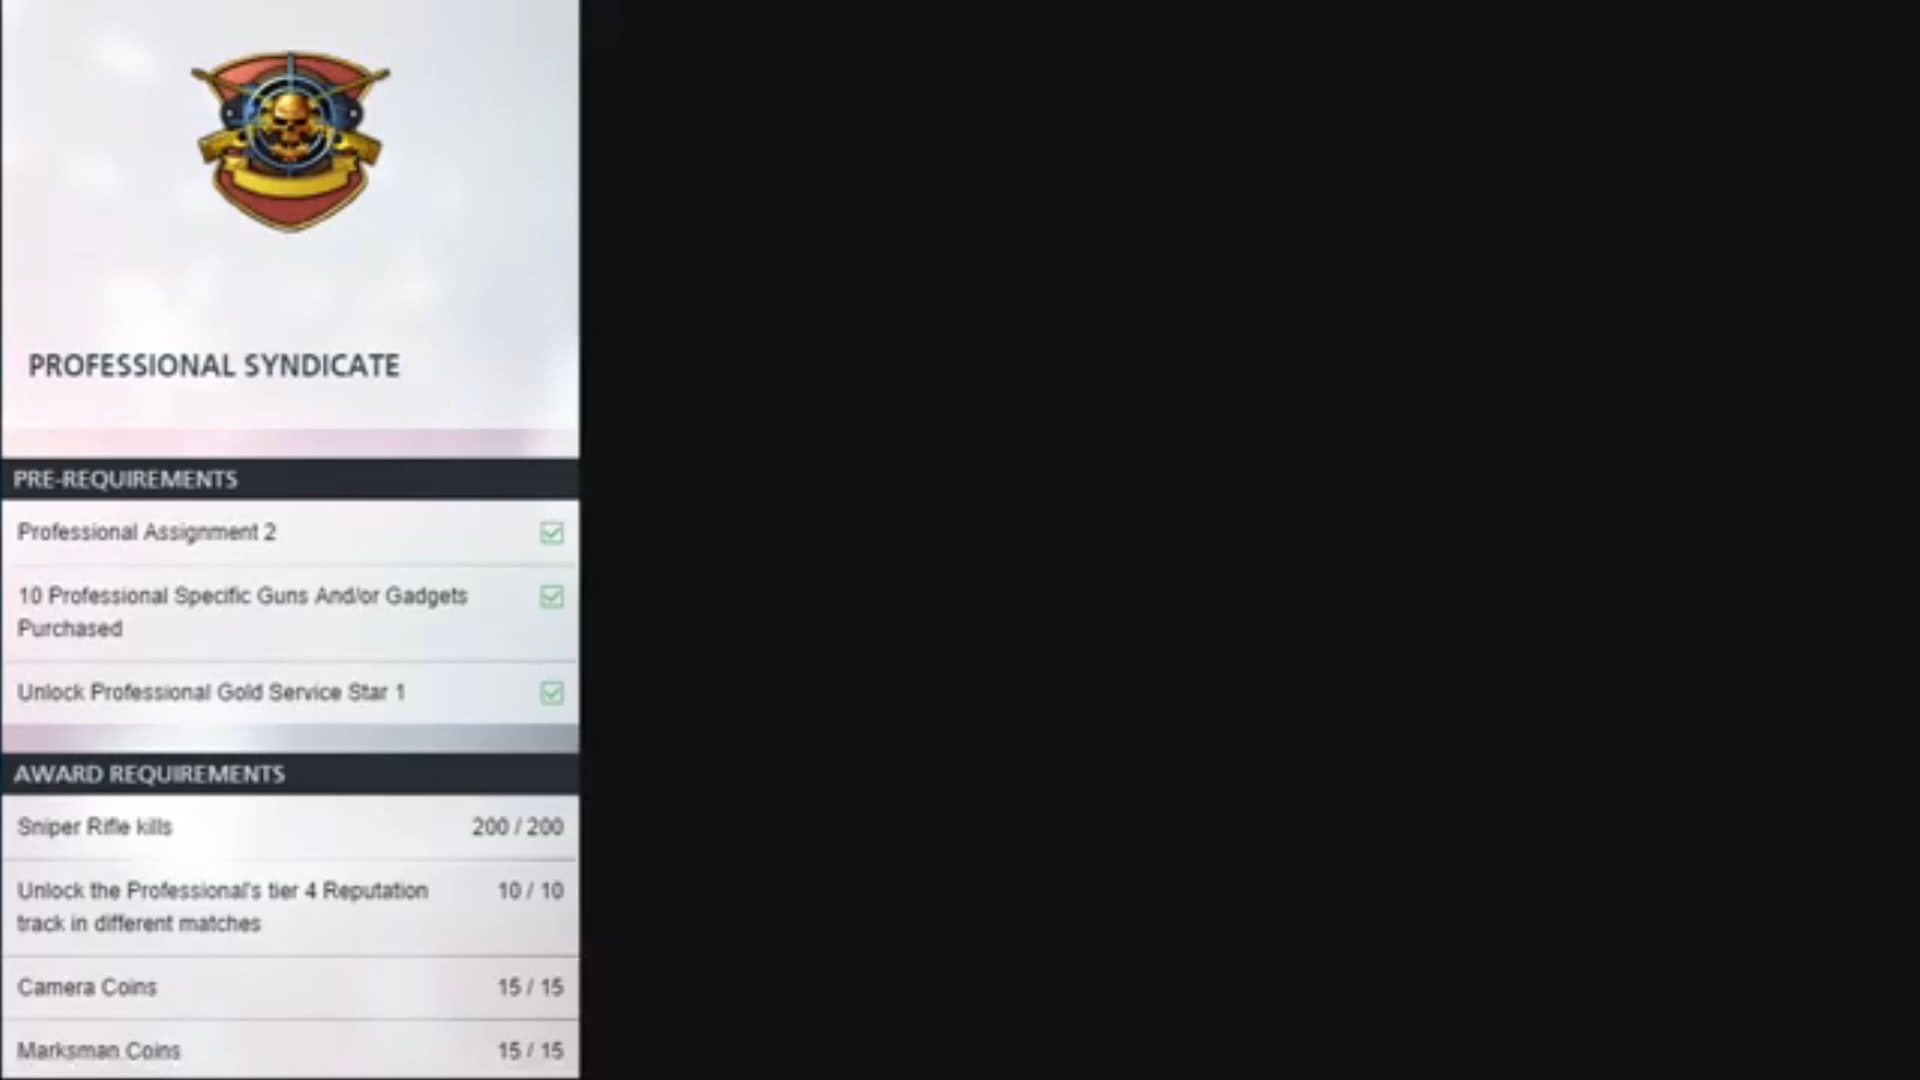 PROFESSIONAL SYNDICATE
PRE-REQUIREMENTS
Professional Assignment 2
10 Professional Specific Guns And/or Gadgets
Purchased
Unlock Professional Gold Service Star 1
AWARD REQUIREMENTS
Sniper Rifle kills 200 / 200
Unlock the Professional's tier 4 Reputation 10 / 10
track in different matches
Camera Coins 15 / 15
Marksman Coins 15 / 15